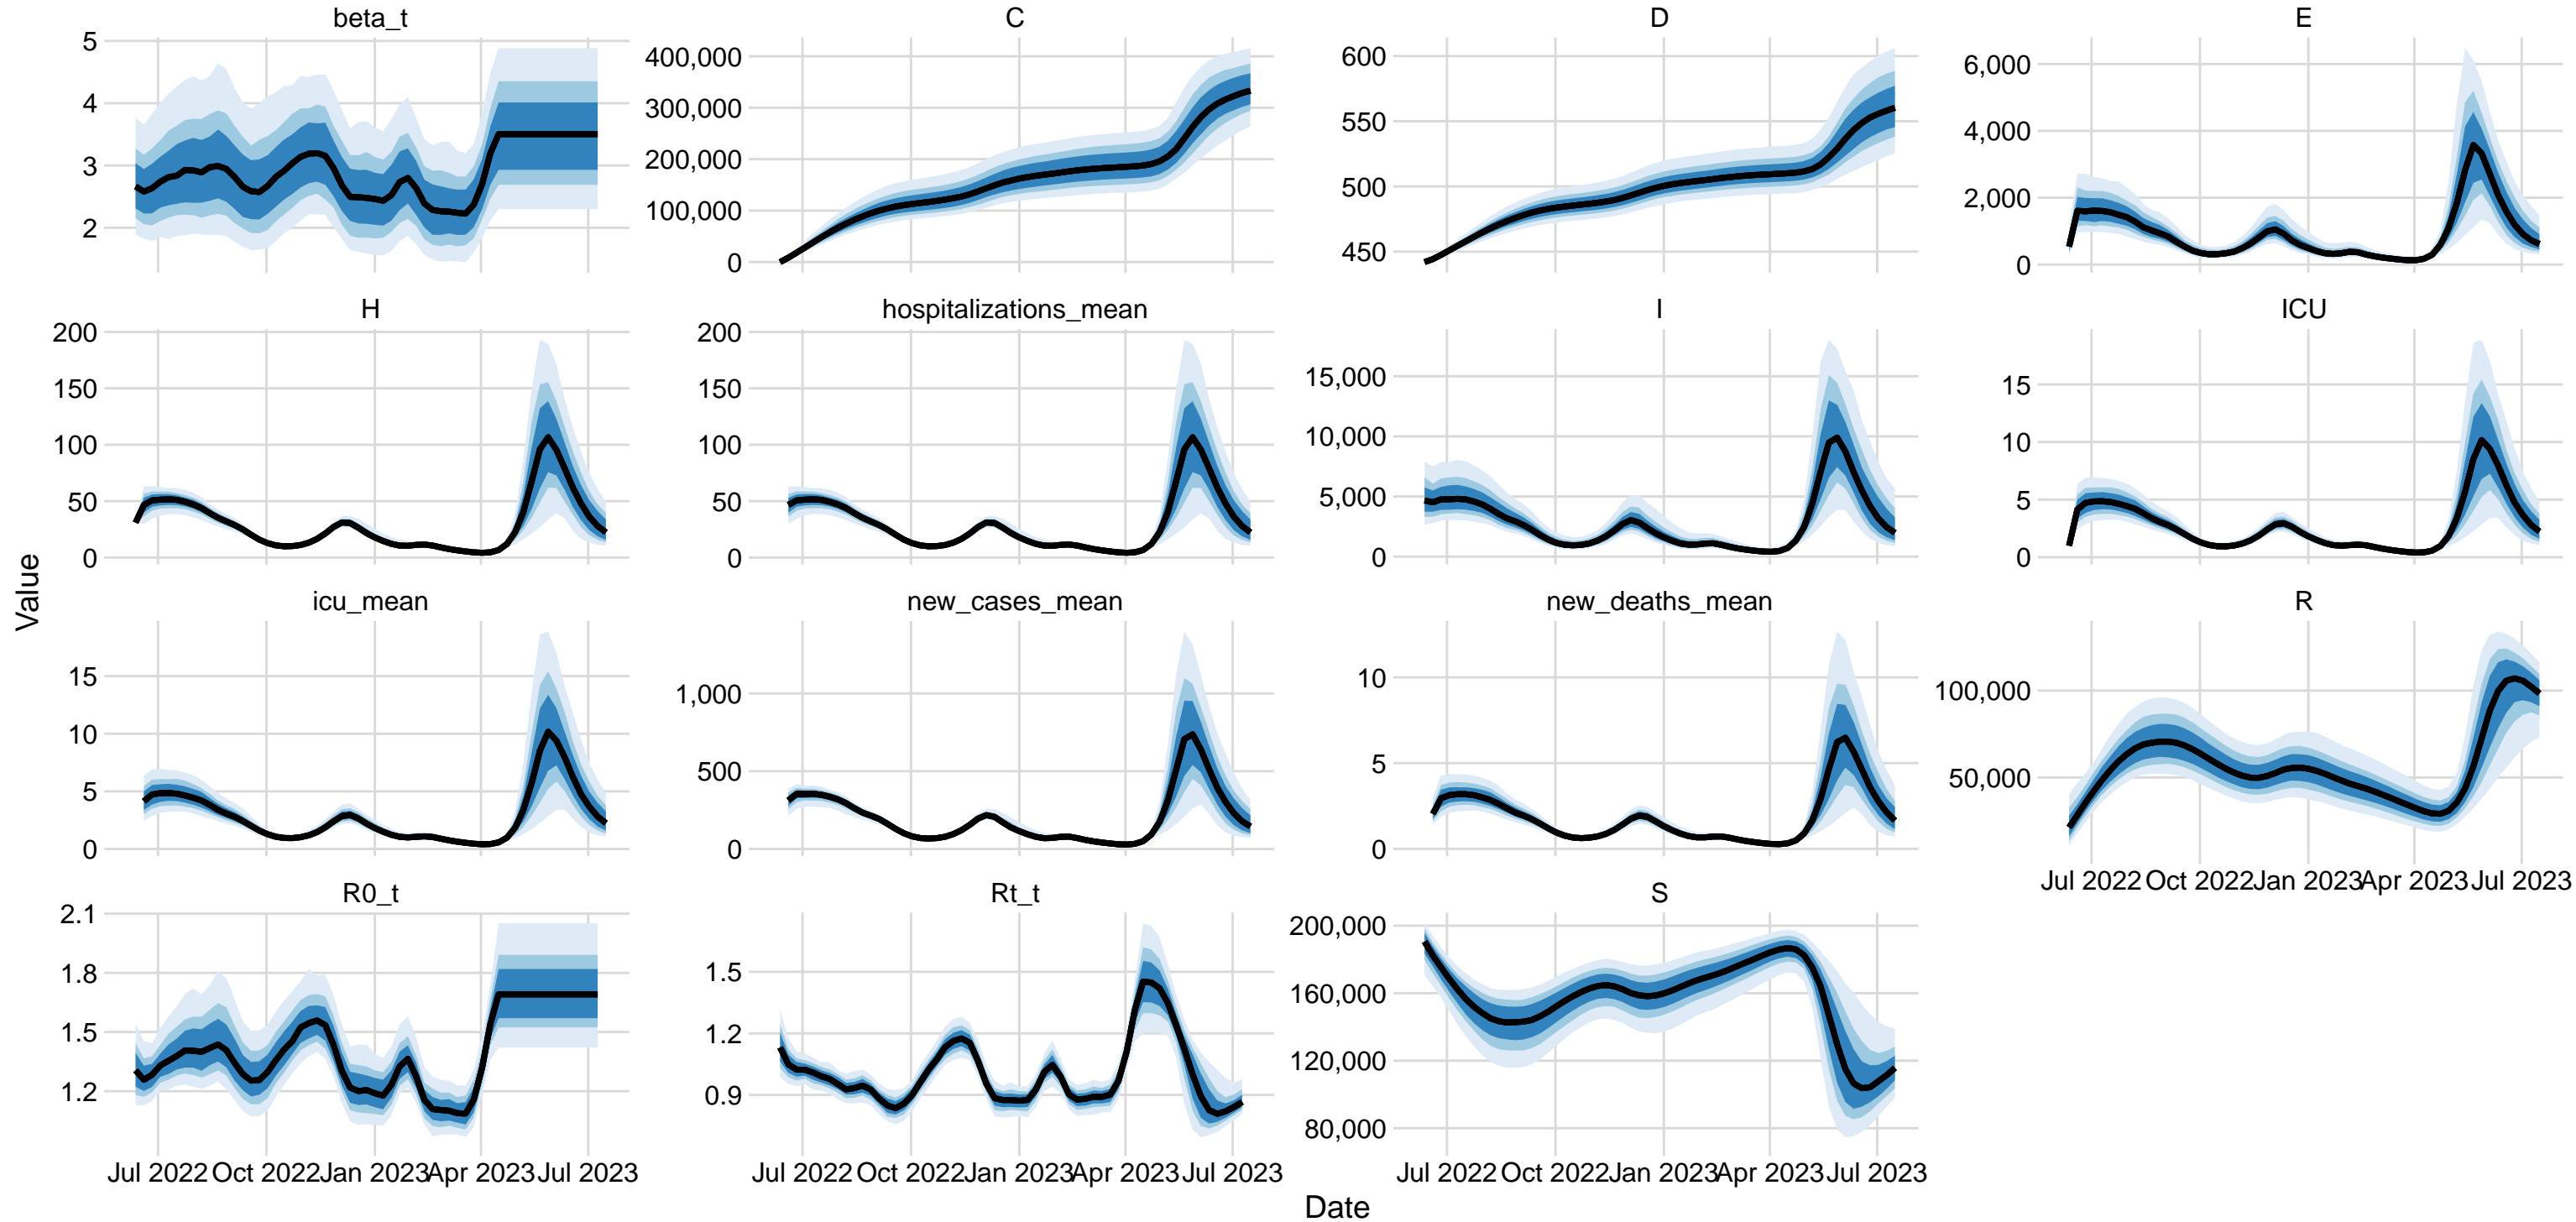 beta_t
5
4
3
2
C
400,000
300,000
200,000
100,000
0
D
600
550
500
450
E
6,000
4,000
2,000
0
H
200
150
100
50
0
hospitalizations_mean
200
150
100
50
0
I
15,000
10,000
5,000
0
ICU
15
10
5
0
Value
icu_mean
15
10
5
0
new_cases_mean
1,000
500
0
new_deaths_mean
10
5
0
R
100,000
50,000
Jul 2022 Oct 2022 Jan 2023 Apr 2023 Jul 2023
R0_t
2.1
1.8
1.5
1.2
Jul 2022 Oct 2022 Jan 2023 Apr 2023 Jul 2023
Rt_t
1.5
1.2
0.9
Jul 2022 Oct 2022 Jan 2023 Apr 2023 Jul 2023
S
200,000
160,000
120,000
80,000
Jul 2022 Oct 2022 Jan 2023 Apr 2023 Jul 2023
Date